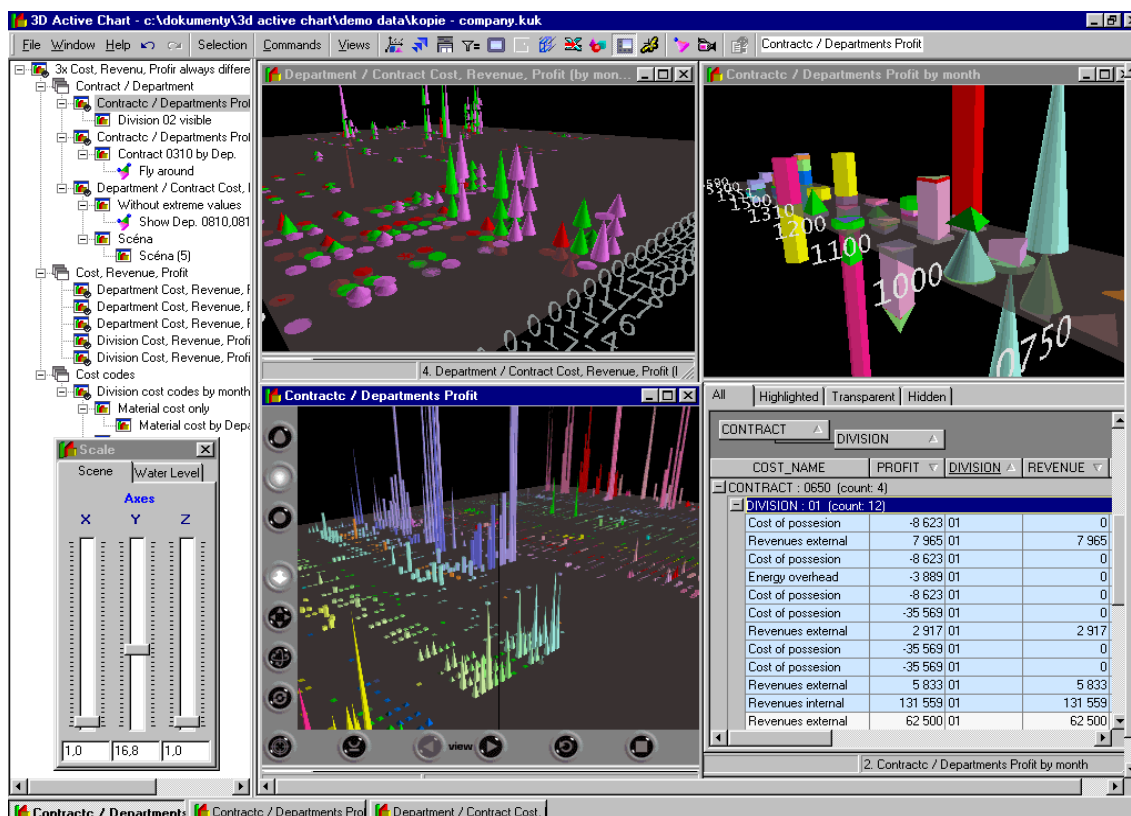 3D Active Chart - c:\dokumenty\3d active chart\demo data\kopie - company.kuk
File Window Help Selection Commands Views Contractc / Departments Profit
3x Cost, Revenu, Profir always differe
Contract / Department
Contractc / Departments Prof
Division 02 visible
Contractc / Departments Prof
Contract 0310 by Dep.
Fly around
Department / Contract Cost, I
Without extreme values
Show Dep. 0810,081
Scéna
Scéna (5)
Cost, Revenue, Profit
Department Cost, Revenue, F
Department Cost, Revenue, F
Department Cost, Revenue, F
Division Cost, Revenue, Profi
Division Cost, Revenue, Profi
Cost codes
Division cost codes by month
Material cost only
Material cost by Depa
Scale
Scene Water Level
Axes
X Y Z
1,0 16,8 1,0
Department / Contract Cost, Revenue, Profit (by mon...
4. Department / Contract Cost, Revenue, Profit (I
Contractc / Departments Profit by month
1500
1310
1200
1100
1000
0750
Contractc / Departments Profit
view
All Highlighted Transparent Hidden
CONTRACT
DIVISION
COST_NAME PROFIT DIVISION REVENUE
CONTRACT : 0650 (count: 4)
DIVISION : 01 (count: 12)
Cost of possesion -8 623 01 0
Revenues external 7 965 01 7 965
Cost of possesion -8 623 01 0
Energy overhead -3 889 01 0
Cost of possesion -8 623 01 0
Cost of possesion -35 569 01 0
Revenues external 2 917 01 2 917
Cost of possesion -35 569 01 0
Cost of possesion -35 569 01 0
Revenues external 5 833 01 5 833
Revenues internal 131 559 01 131 559
Revenues external 62 500 01 62 500
2. Contractc / Departments Profit by month
Contractc / Departments Contractc / Departments Prof Department / Contract Cost,